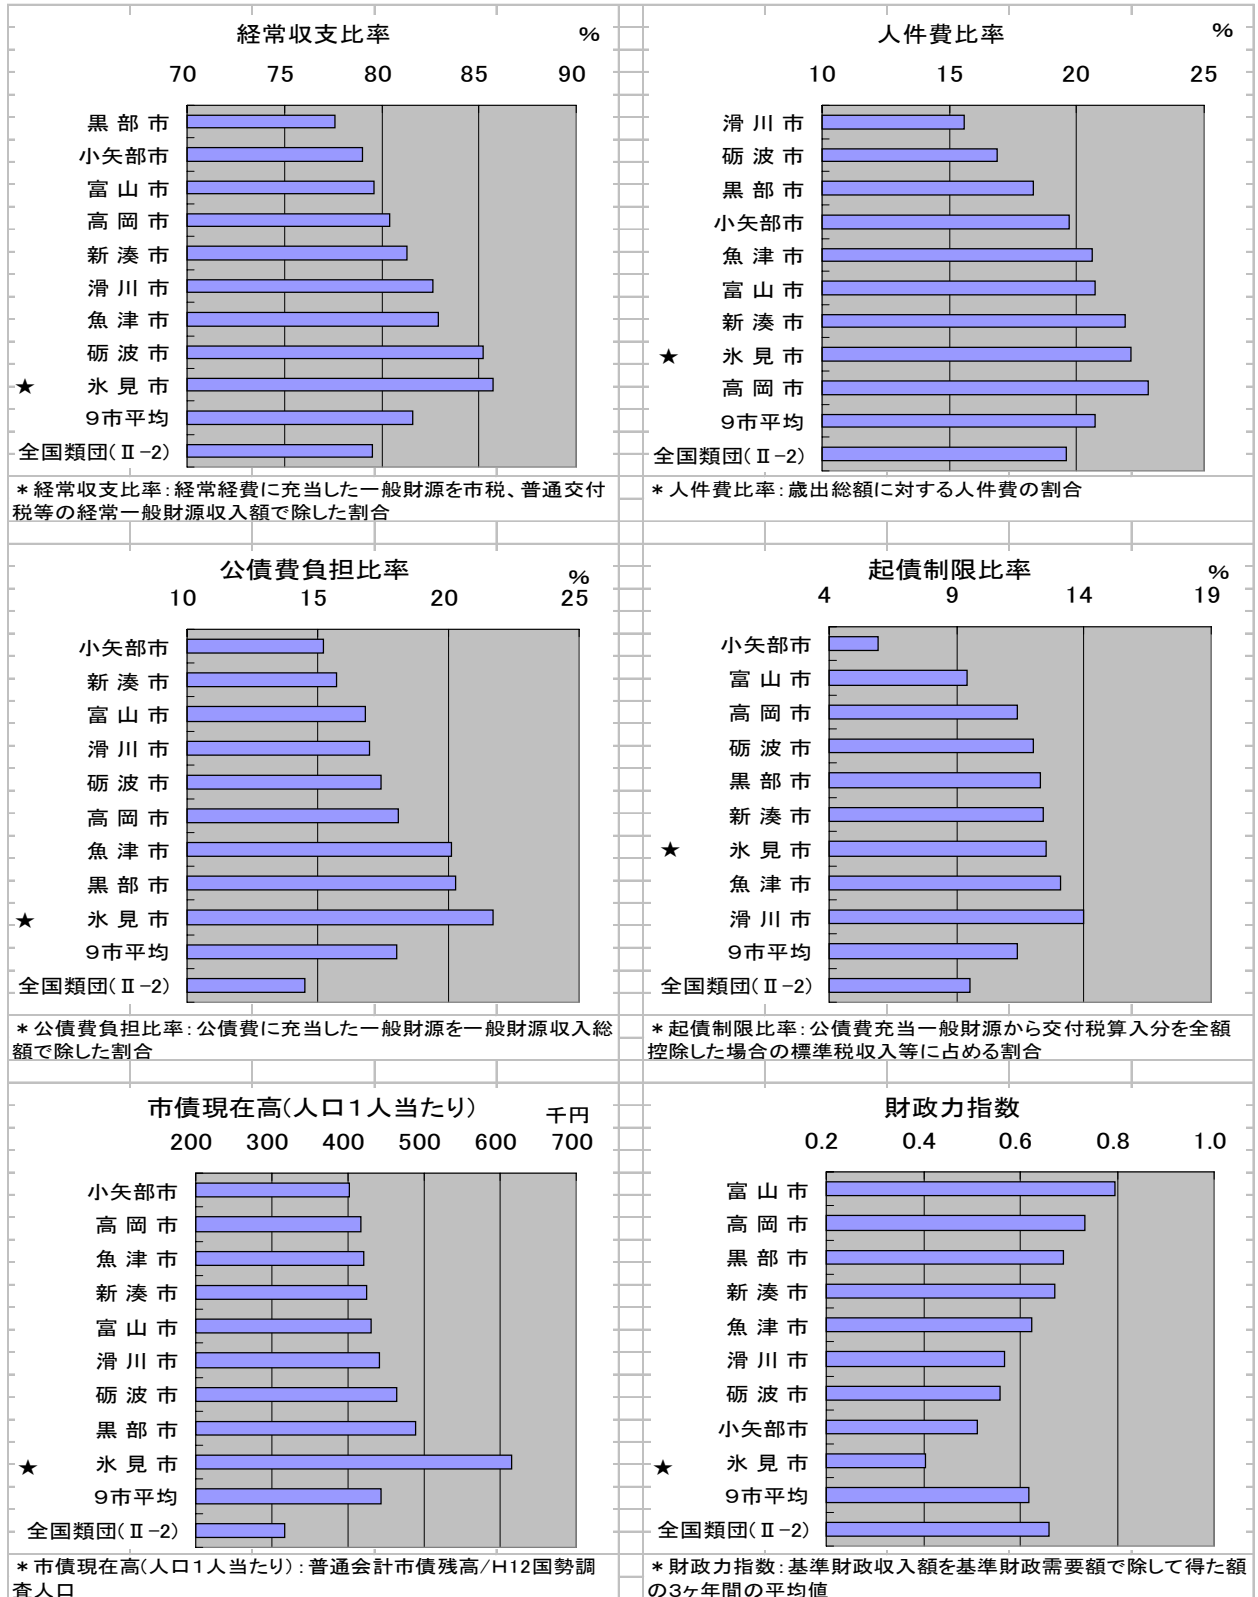 経常収支比率 %
70 75 80 85 90
黒部市
小矢部市
富山市
高岡市
新湊市
滑川市
魚津市
砺波市
★ 氷見市
9市平均
全国類団(Ⅱ-2)
*経常収支比率:経常経費に充当した一般財源を市税、普通交付
税等の経常一般財源収入額で除した割合
人件費比率 %
10 15 20 25
滑川市
砺波市
黒部市
小矢部市
魚津市
富山市
新湊市
★ 氷見市
高岡市
9市平均
全国類団(Ⅱ-2)
*人件費比率:歳出総額に対する人件費の割合
公債費負担比率 %
10 15 20 25
小矢部市
新湊市
富山市
滑川市
砺波市
高岡市
魚津市
黒部市
★ 氷見市
9市平均
全国類団(Ⅱ-2)
*公債費負担比率:公債費に充当した一般財源を一般財源収入総
額で除した割合
起債制限比率 %
4 9 14 19
小矢部市
富山市
高岡市
砺波市
黒部市
新湊市
★ 氷見市
魚津市
滑川市
9市平均
全国類団(Ⅱ-2)
*起債制限比率:公債費充当一般財源から交付税算入分を全額
控除した場合の標準税収入等に占める割合
市債現在高(人口1人当たり) 千円
200 300 400 500 600 700
小矢部市
高岡市
魚津市
新湊市
富山市
滑川市
砺波市
黒部市
★ 氷見市
9市平均
全国類団(Ⅱ-2)
*市債現在高(人口1人当たり):普通会計市債残高/H12国勢調
査人口
財政力指数
0.2 0.4 0.6 0.8 1.0
富山市
高岡市
黒部市
新湊市
魚津市
滑川市
砺波市
小矢部市
★ 氷見市
9市平均
全国類団(Ⅱ-2)
*財政力指数:基準財政収入額を基準財政需要額で除して得た額
の3ヶ年間の平均値